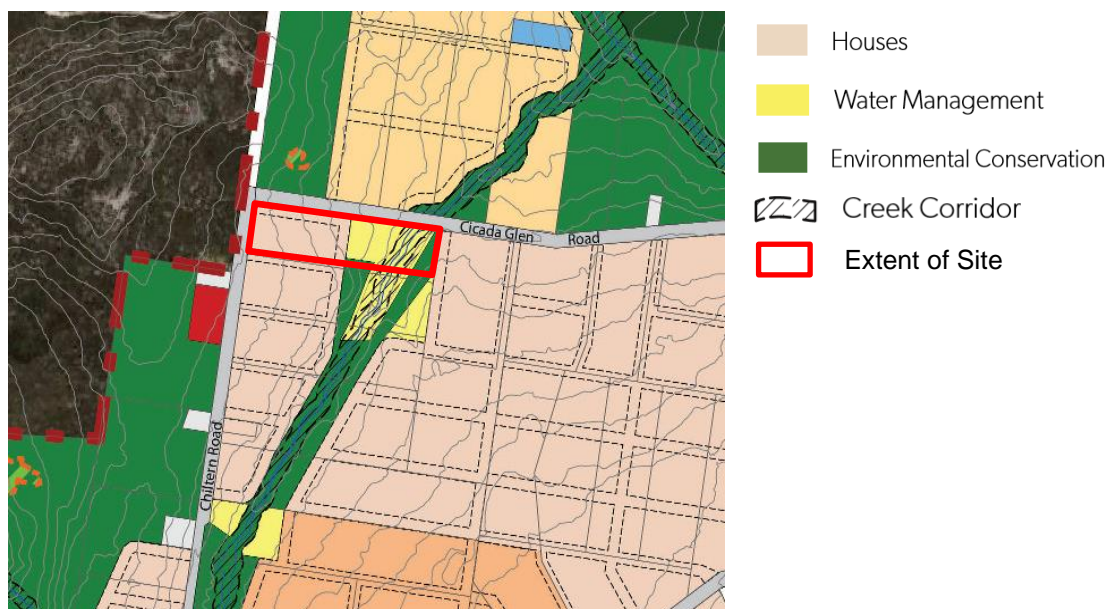 Houses
Water Management
Environmental Conservation
Creek Corridor
Extent of Site
Cicada Glen Road
Chiltern Road